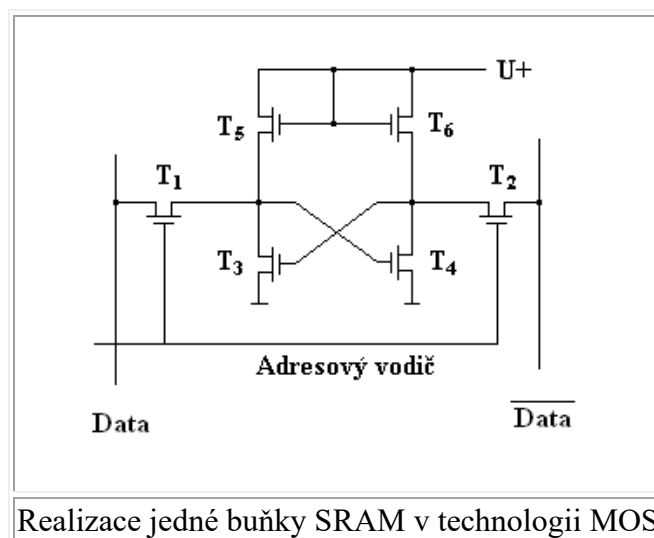 U+
T5
T6
T1
T2
T3
T4
Adresový vodič
Data
Data
Realizace jedné buňky SRAM v technologii MOS